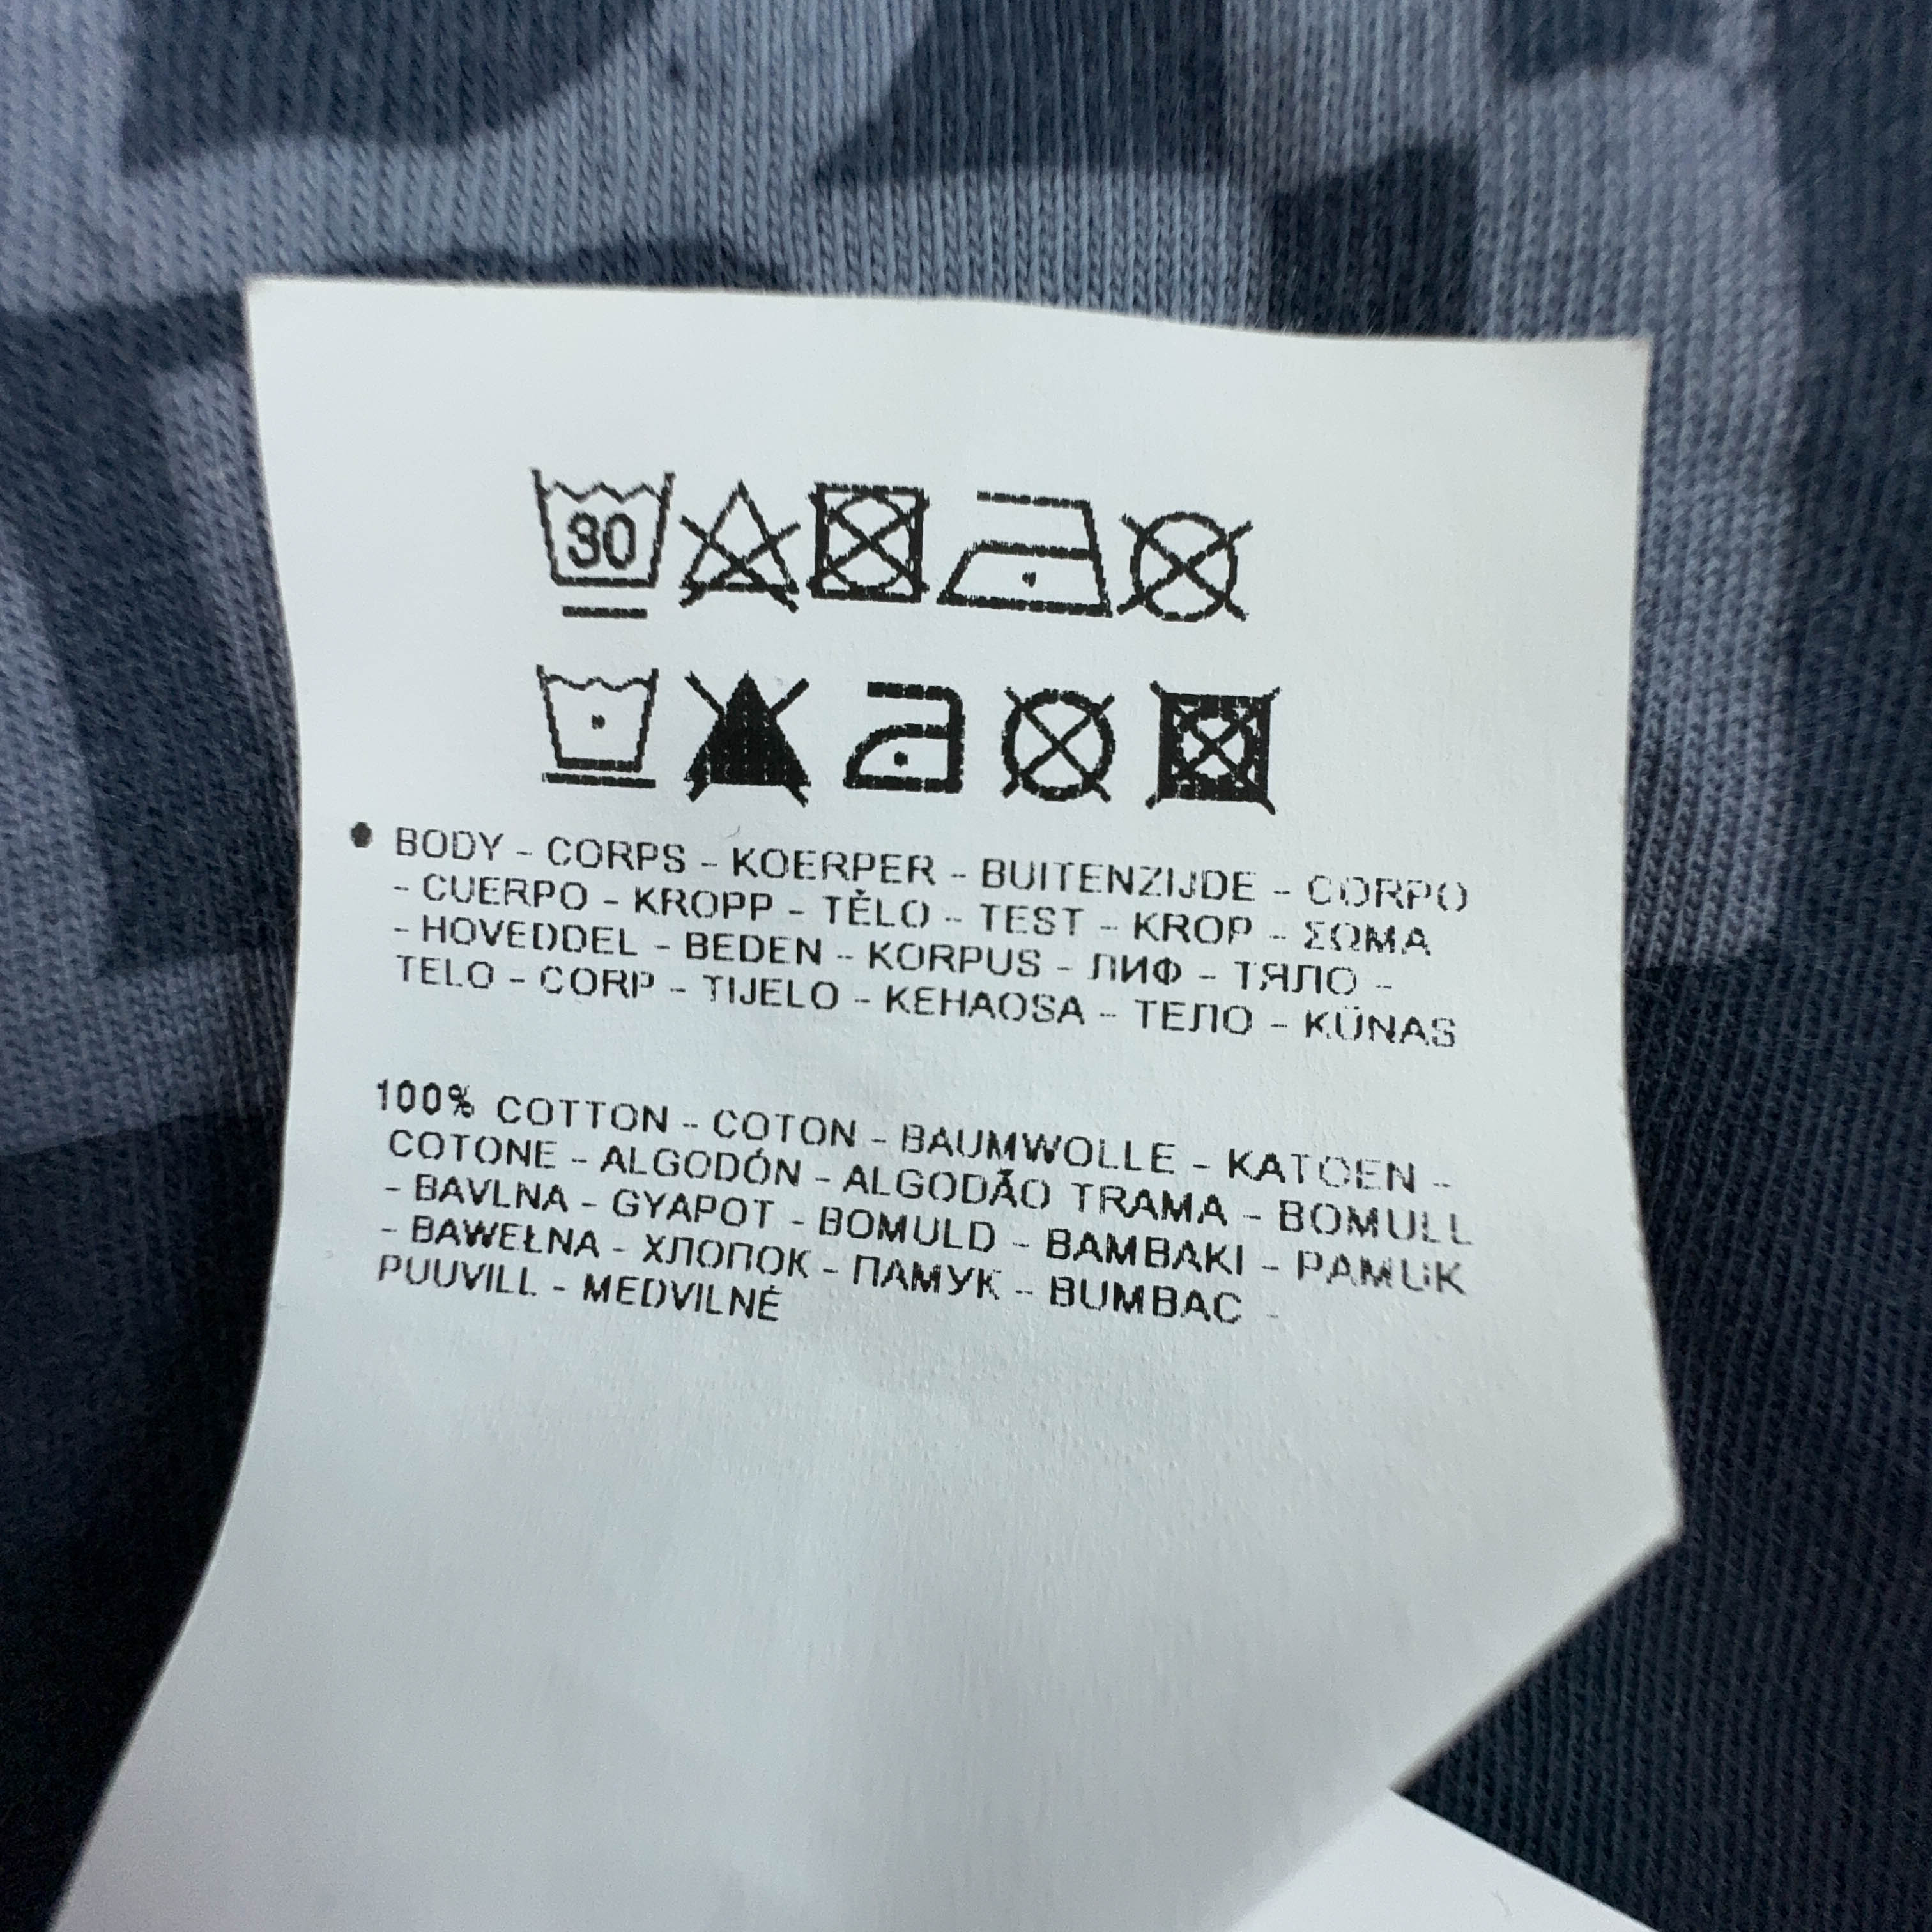 30
BODY - CORPS - KOERPER - BUITENZIJDE - CORPO
- CUERPO - KROPP - TĚLO - TEST - KROP - ΣΩΜΑ
- HOVEDDEL - BEDEN - KORPUS - ЛИФ - ТЯЛО -
TELO - CORP - TIJELO - KEHAOSA - ТЕЛО - KŪNAS
100% COTTON - COTON - BAUMWOLLE - KATOEN -
COTONE - ALGODÓN - ALGODÃO TRAMA - BOMULL
- BAVLNA - GYAPOT - BOMULD - BAMBAKI - PAMUK
- BAWEŁNA - ХЛОПОК - ПАМУК - BUMBAC -
PUUVILL - MEDVILNĖ